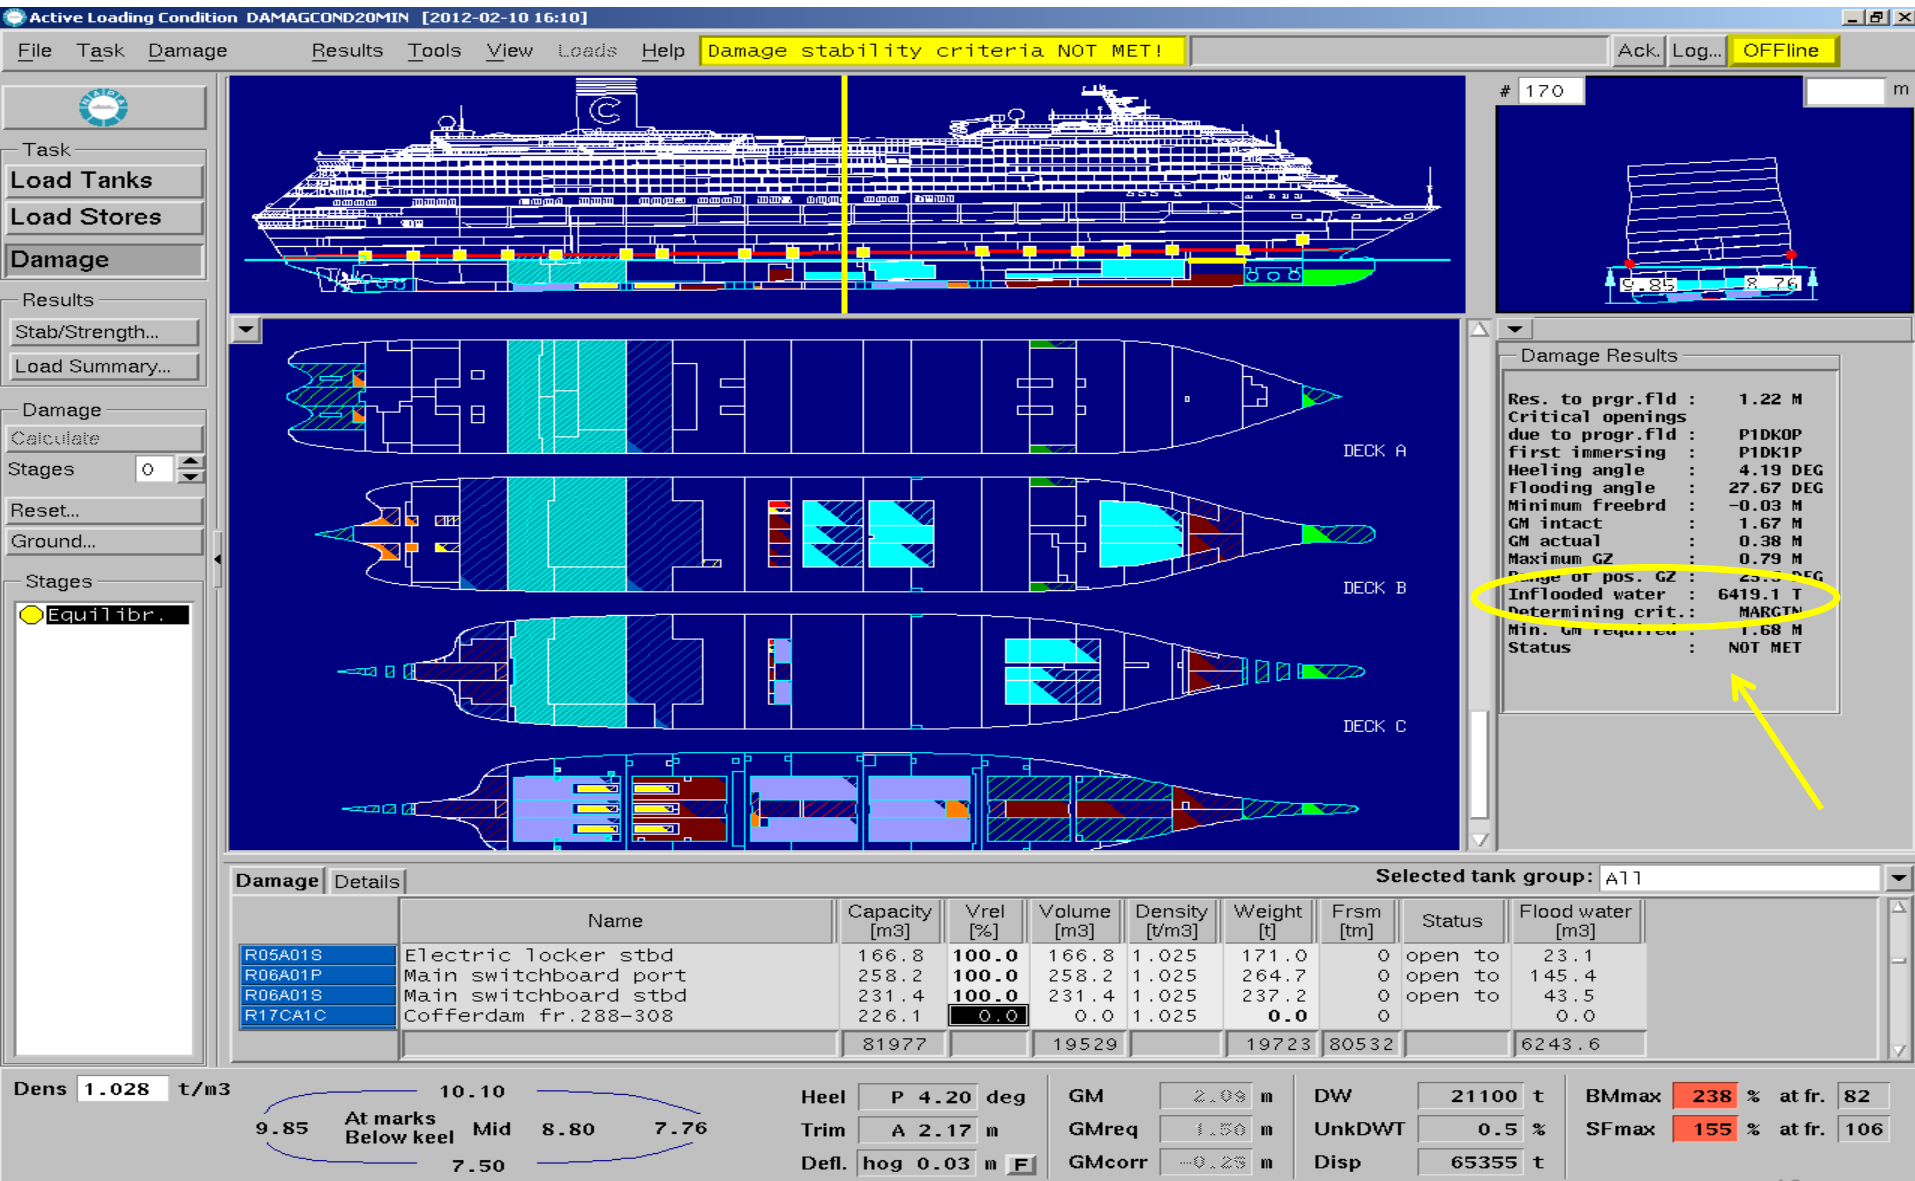 Active Loading Condition DAMAGCOND20MIN [2012-02-10 16:10]
File Task Damage Results Tools View Loads Help Damage stability criteria NOT MET! Ack. Log... OFFline
NAPA
C
# 170 m
Task
Load Tanks
Load Stores
Damage
9.85 8.76
Results
Stab/Strength...
Load Summary...
Damage
Calculate
Stages 0
Reset...
Ground...
Stages
Equilibr.
DECK A
DECK B
DECK C
Damage Results
Res. to prgr.fld : 1.22 M
Critical openings
due to progr.fld : P1DK0P
first immersing : P1DK1P
Heeling angle : 4.19 DEG
Flooding angle : 27.67 DEG
Minimum freebrd : -0.03 M
GM intact : 1.67 M
GM actual : 0.38 M
Maximum GZ : 0.79 M
Range of pos. GZ : DEG
Inflooded water : 6419.1 T
Determining crit.: MARGIN
Min. GM required : 1.68 M
Status : NOT MET
Damage Details Selected tank group: All
Name Capacity [m3] Vrel [%] Volume [m3] Density [t/m3] Weight [t] Frsm [tm] Status Flood water [m3]
R05A01S Electric locker stbd 166.8 100.0 166.8 1.025 171.0 0 open to 23.1
R06A01P Main switchboard port 258.2 100.0 258.2 1.025 264.7 0 open to 145.4
R06A01S Main switchboard stbd 231.4 100.0 231.4 1.025 237.2 0 open to 43.5
R17CA1C Cofferdam fr.288-308 226.1 0.0 0.0 1.025 0.0 0 0.0
81977 19529 19723 80532 6243.6
Dens 1.028 t/m3 10.10 Heel P 4.20 deg GM 2.08 m DW 21100 t BMmax 238 % at fr. 82
9.85 At marks Below keel Mid 8.80 7.76 Trim A 2.17 m GMreq 1.50 m UnkDWT 0.5 % SFmax 155 % at fr. 106
7.50 Defl. hog 0.03 m F GMcorr -0.25 m Disp 65355 t